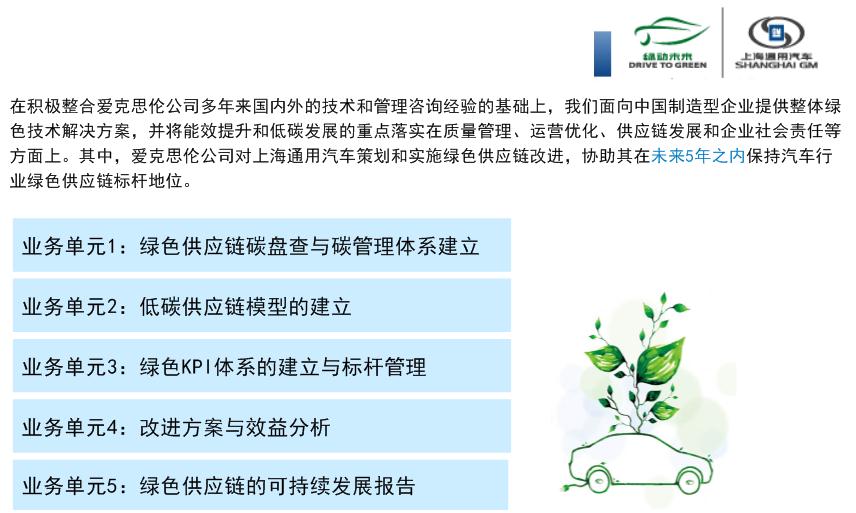 绿动未来
DRIVE TO GREEN
上海通用汽车
SHANGHAI GM
在积极整合爱克思伦公司多年来国内外的技术和管理咨询经验的基础上，我们面向中国制造型企业提供整体绿
色技术解决方案，并将能效提升和低碳发展的重点落实在质量管理、运营优化、供应链发展和企业社会责任等
方面上。其中，爱克思伦公司对上海通用汽车策划和实施绿色供应链改进，协助其在未来5年之内保持汽车行
业绿色供应链标杆地位。
业务单元1：绿色供应链碳盘查与碳管理体系建立
业务单元2：低碳供应链模型的建立
业务单元3：绿色KPI体系的建立与标杆管理
业务单元4：改进方案与效益分析
业务单元5：绿色供应链的可持续发展报告